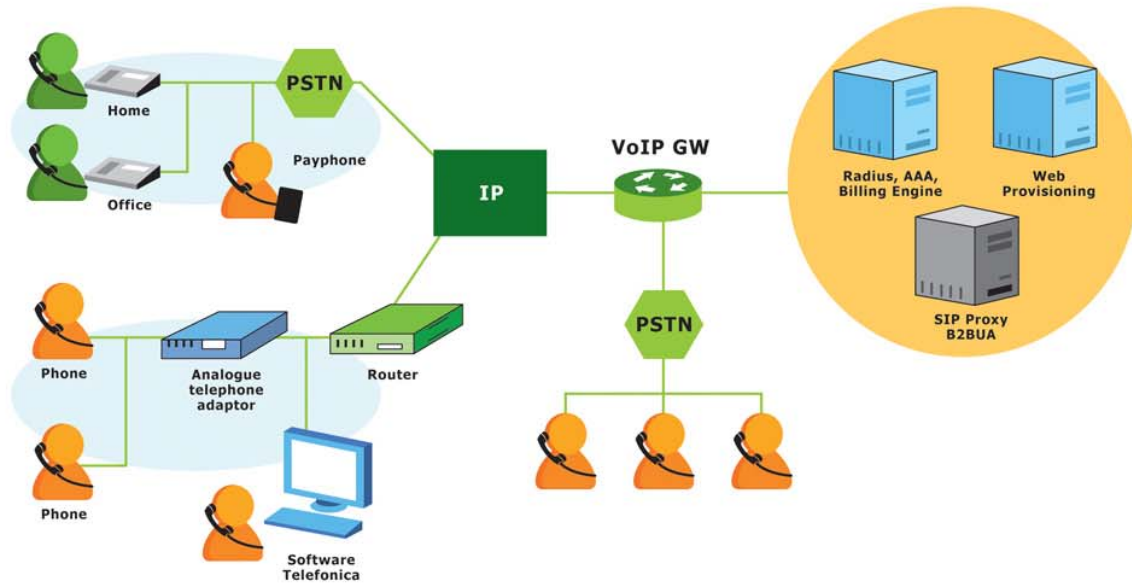 PSTN
Home
Payphone
Office
IP
VoIP GW
Radius, AAA,
Billing Engine
Web
Provisioning
SIP Proxy
B2BUA
PSTN
Phone
Analogue
telephone
adaptor
Router
Phone
Software
Telefonica